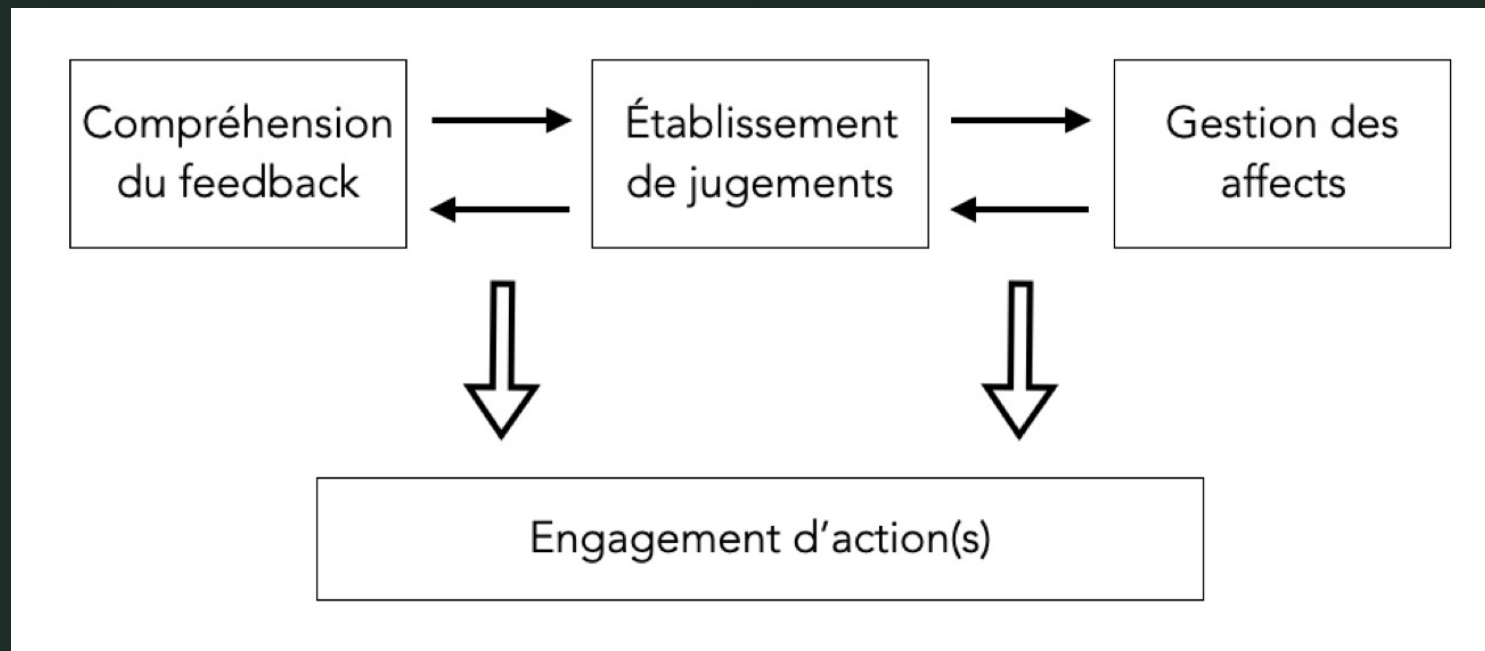 Compréhension
du feedback
Établissement
de jugements
Gestion des
affects
Engagement d’action(s)